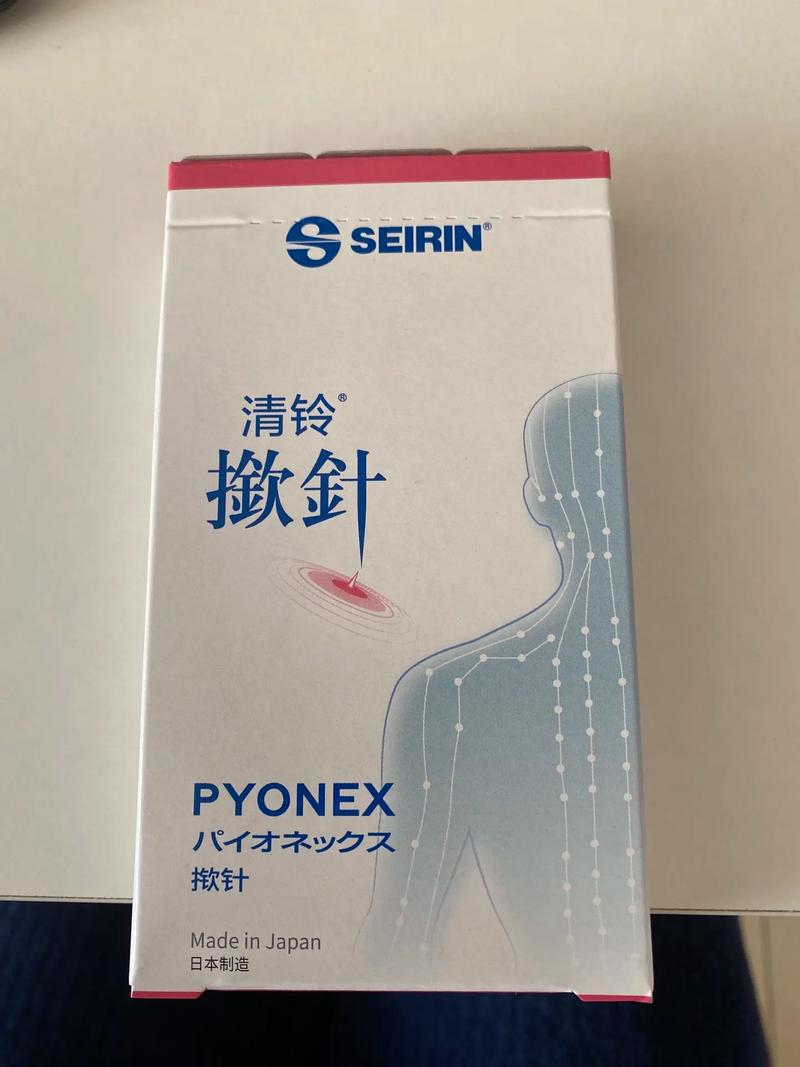 SEIRIN®
清铃®
揿針
PYONEX
パイオネックス
揿针
Made in Japan
日本制造